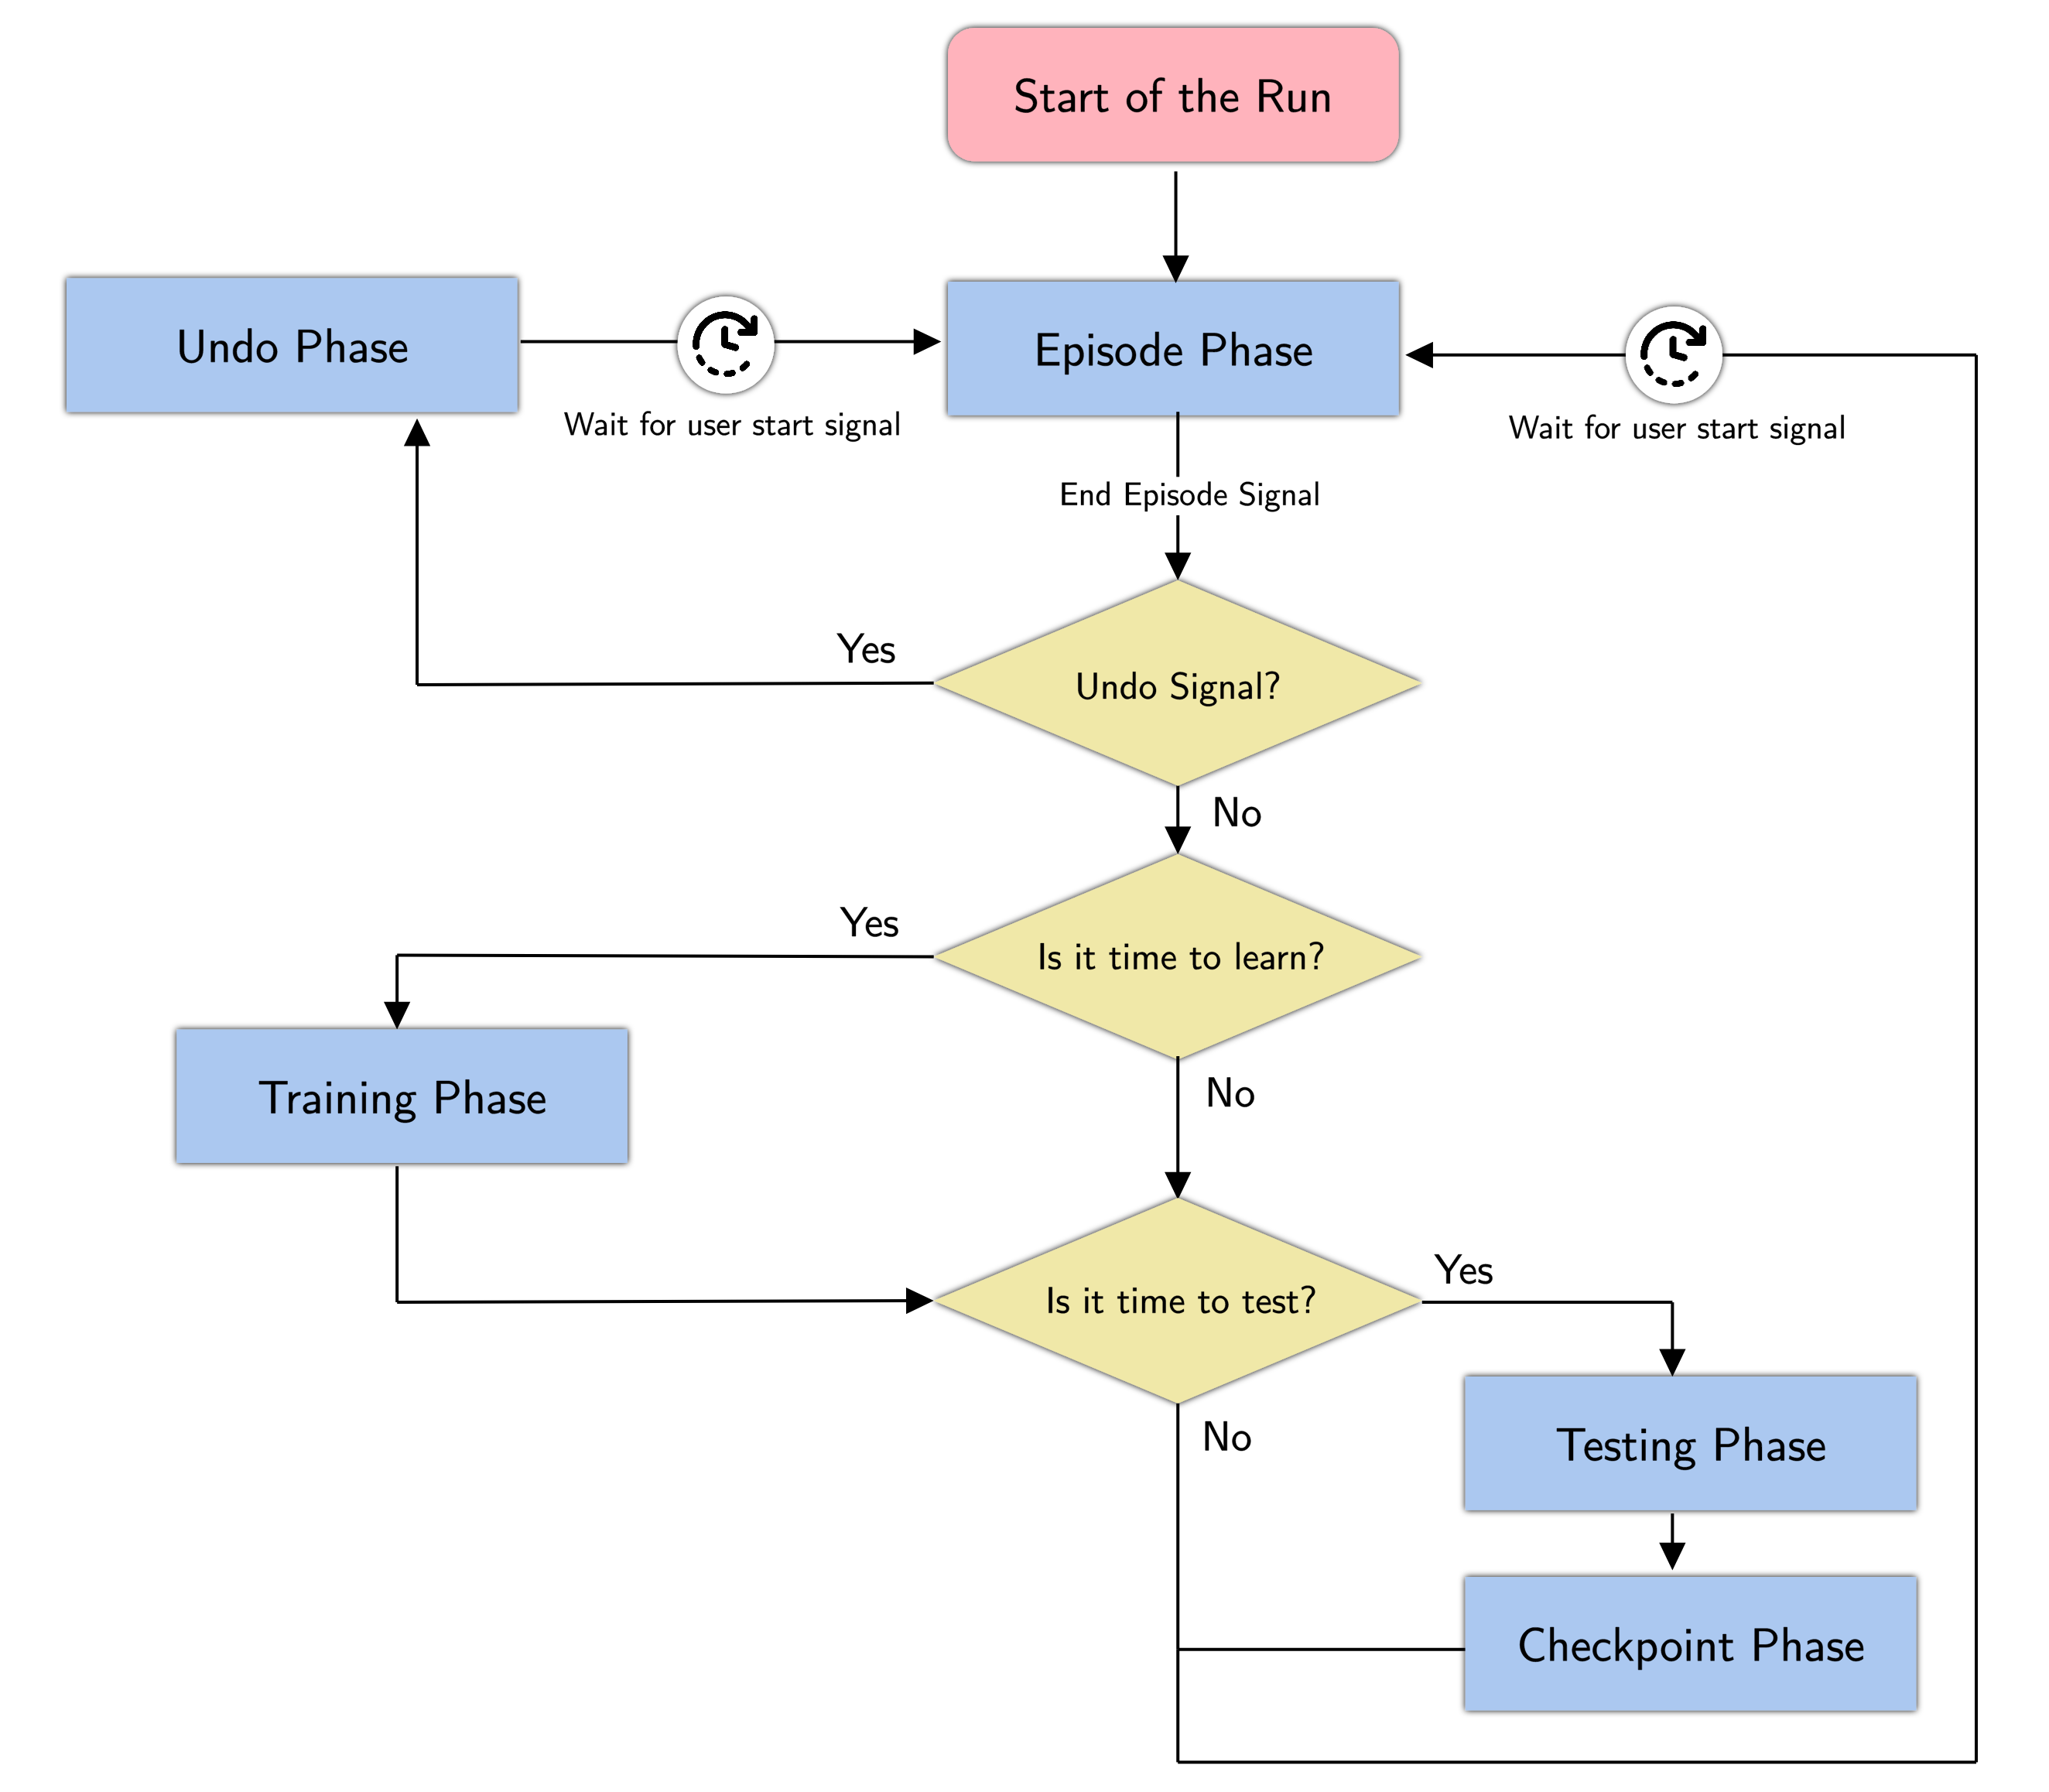 Start of the Run
Undo Phase
Episode Phase
Wait for user start signal
Wait for user start signal
End Episode Signal
Yes
Undo Signal?
No
Yes
Is it time to learn?
Training Phase
No
Yes
Is it time to test?
No
Testing Phase
Checkpoint Phase